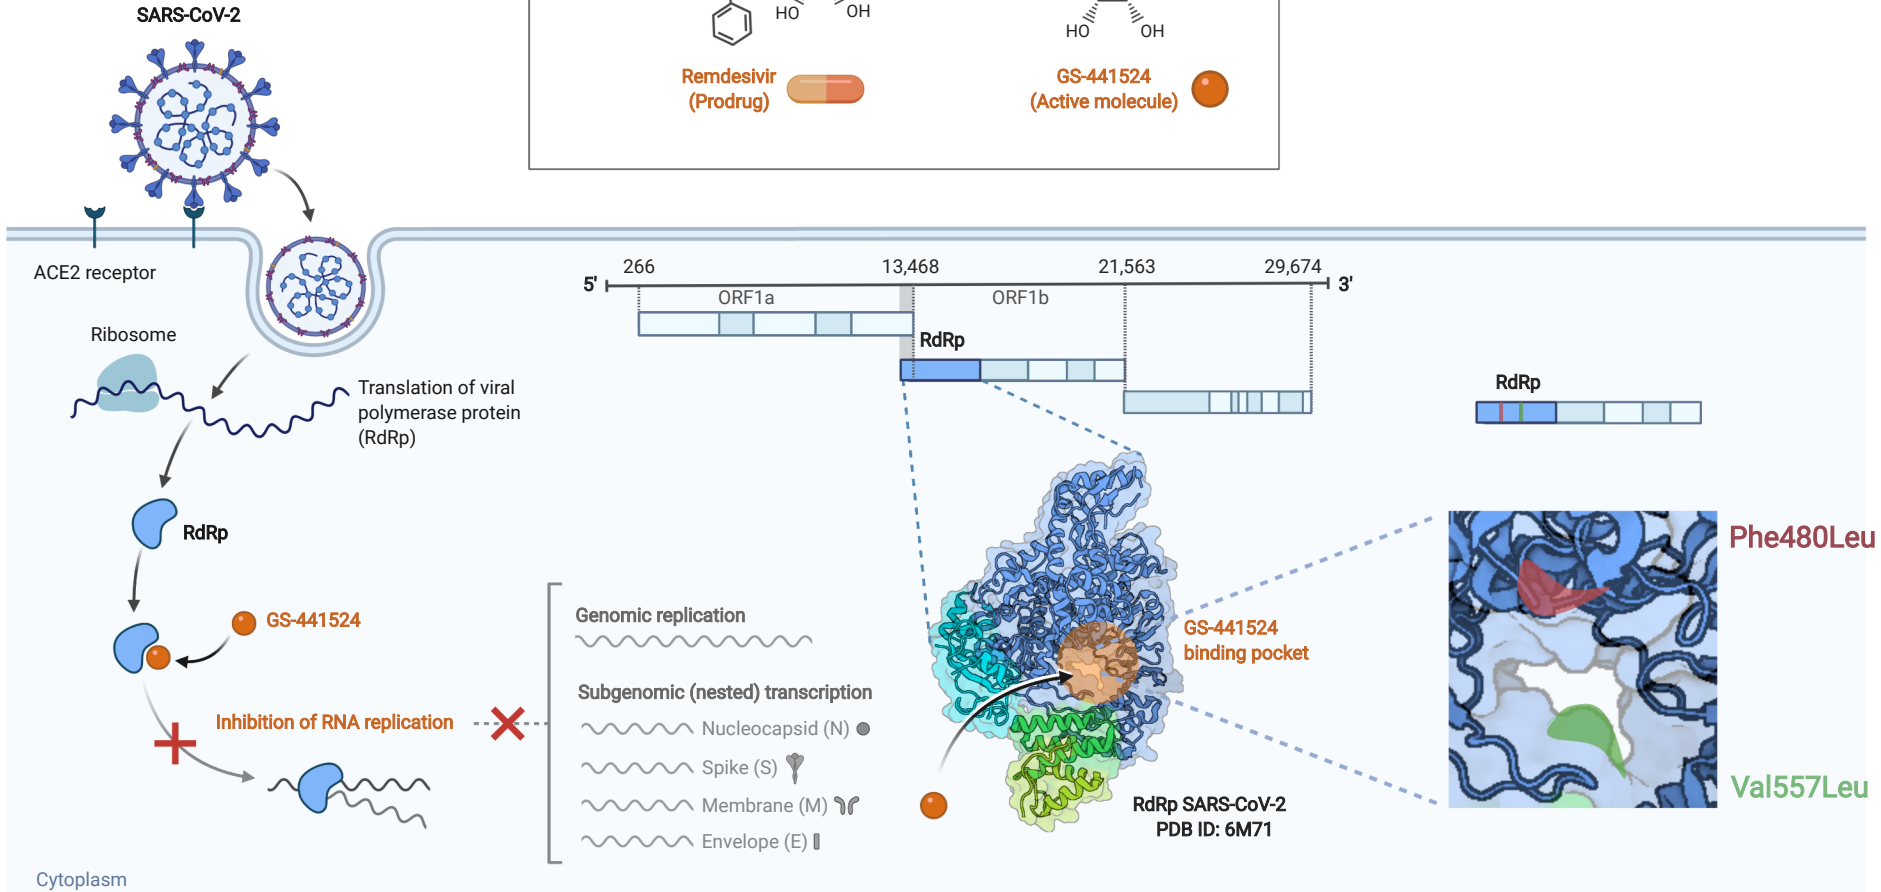 SARS-CoV-2
HO
OH
HO
OH
Remdesivir
(Prodrug)
GS-441524
(Active molecule)
ACE2 receptor
266
13,468
21,563
29,674
5'
3'
ORF1a
ORF1b
RdRp
Ribosome
Translation of viral
polymerase protein
(RdRp)
RdRp
RdRp
GS-441524
Genomic replication
Subgenomic (nested) transcription
Nucleocapsid (N)
Spike (S)
Membrane (M)
Envelope (E)
Inhibition of RNA replication
GS-441524
binding pocket
RdRp SARS-CoV-2
PDB ID: 6M71
Phe480Leu
Val557Leu
Cytoplasm